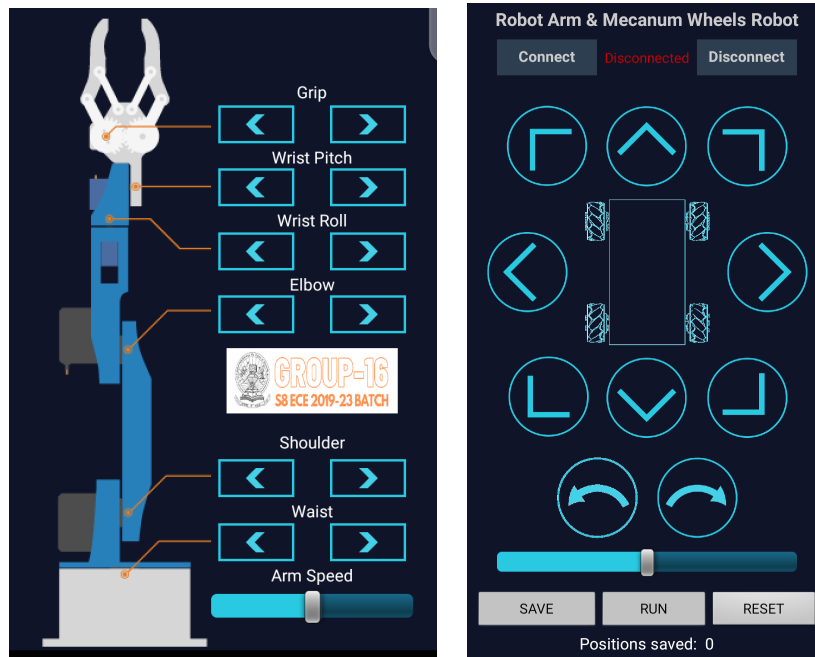 Grip
Wrist Pitch
Wrist Roll
Elbow
GROUP-16
S8 ECE 2019-23 BATCH
Shoulder
Waist
Arm Speed
Robot Arm & Mecanum Wheels Robot
Connect Disconnected Disconnect
SAVE RUN RESET
Positions saved: 0